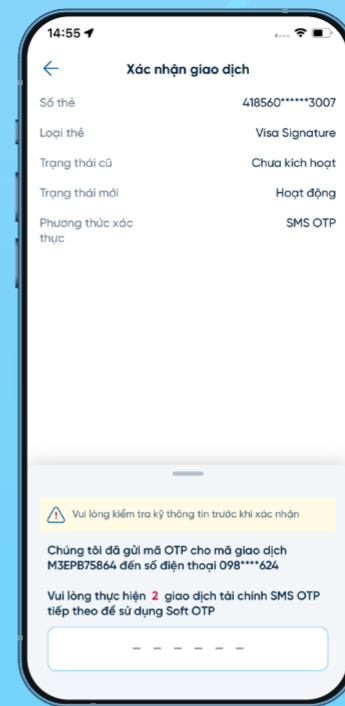 14:55
Xác nhận giao dịch
Số thẻ 418560******3007
Loại thẻ Visa Signature
Trạng thái cũ Chưa kích hoạt
Trạng thái mới Hoạt động
Phương thức xác SMS OTP
thực
Vui lòng kiểm tra kỹ thông tin trước khi xác nhận
Chúng tôi đã gửi mã OTP cho mã giao dịch
M3EPB75864 đến số điện thoại 098****624
Vui lòng thực hiện 2 giao dịch tài chính SMS OTP
tiếp theo để sử dụng Soft OTP
– – – – – –